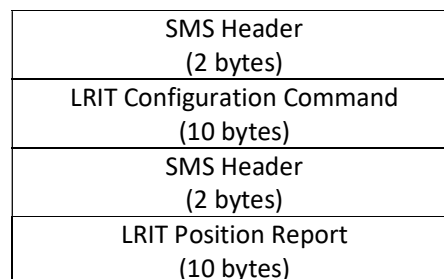 SMS Header
(2 bytes)
LRIT Configuration Command
(10 bytes)
SMS Header
(2 bytes)
LRIT Position Report
(10 bytes)